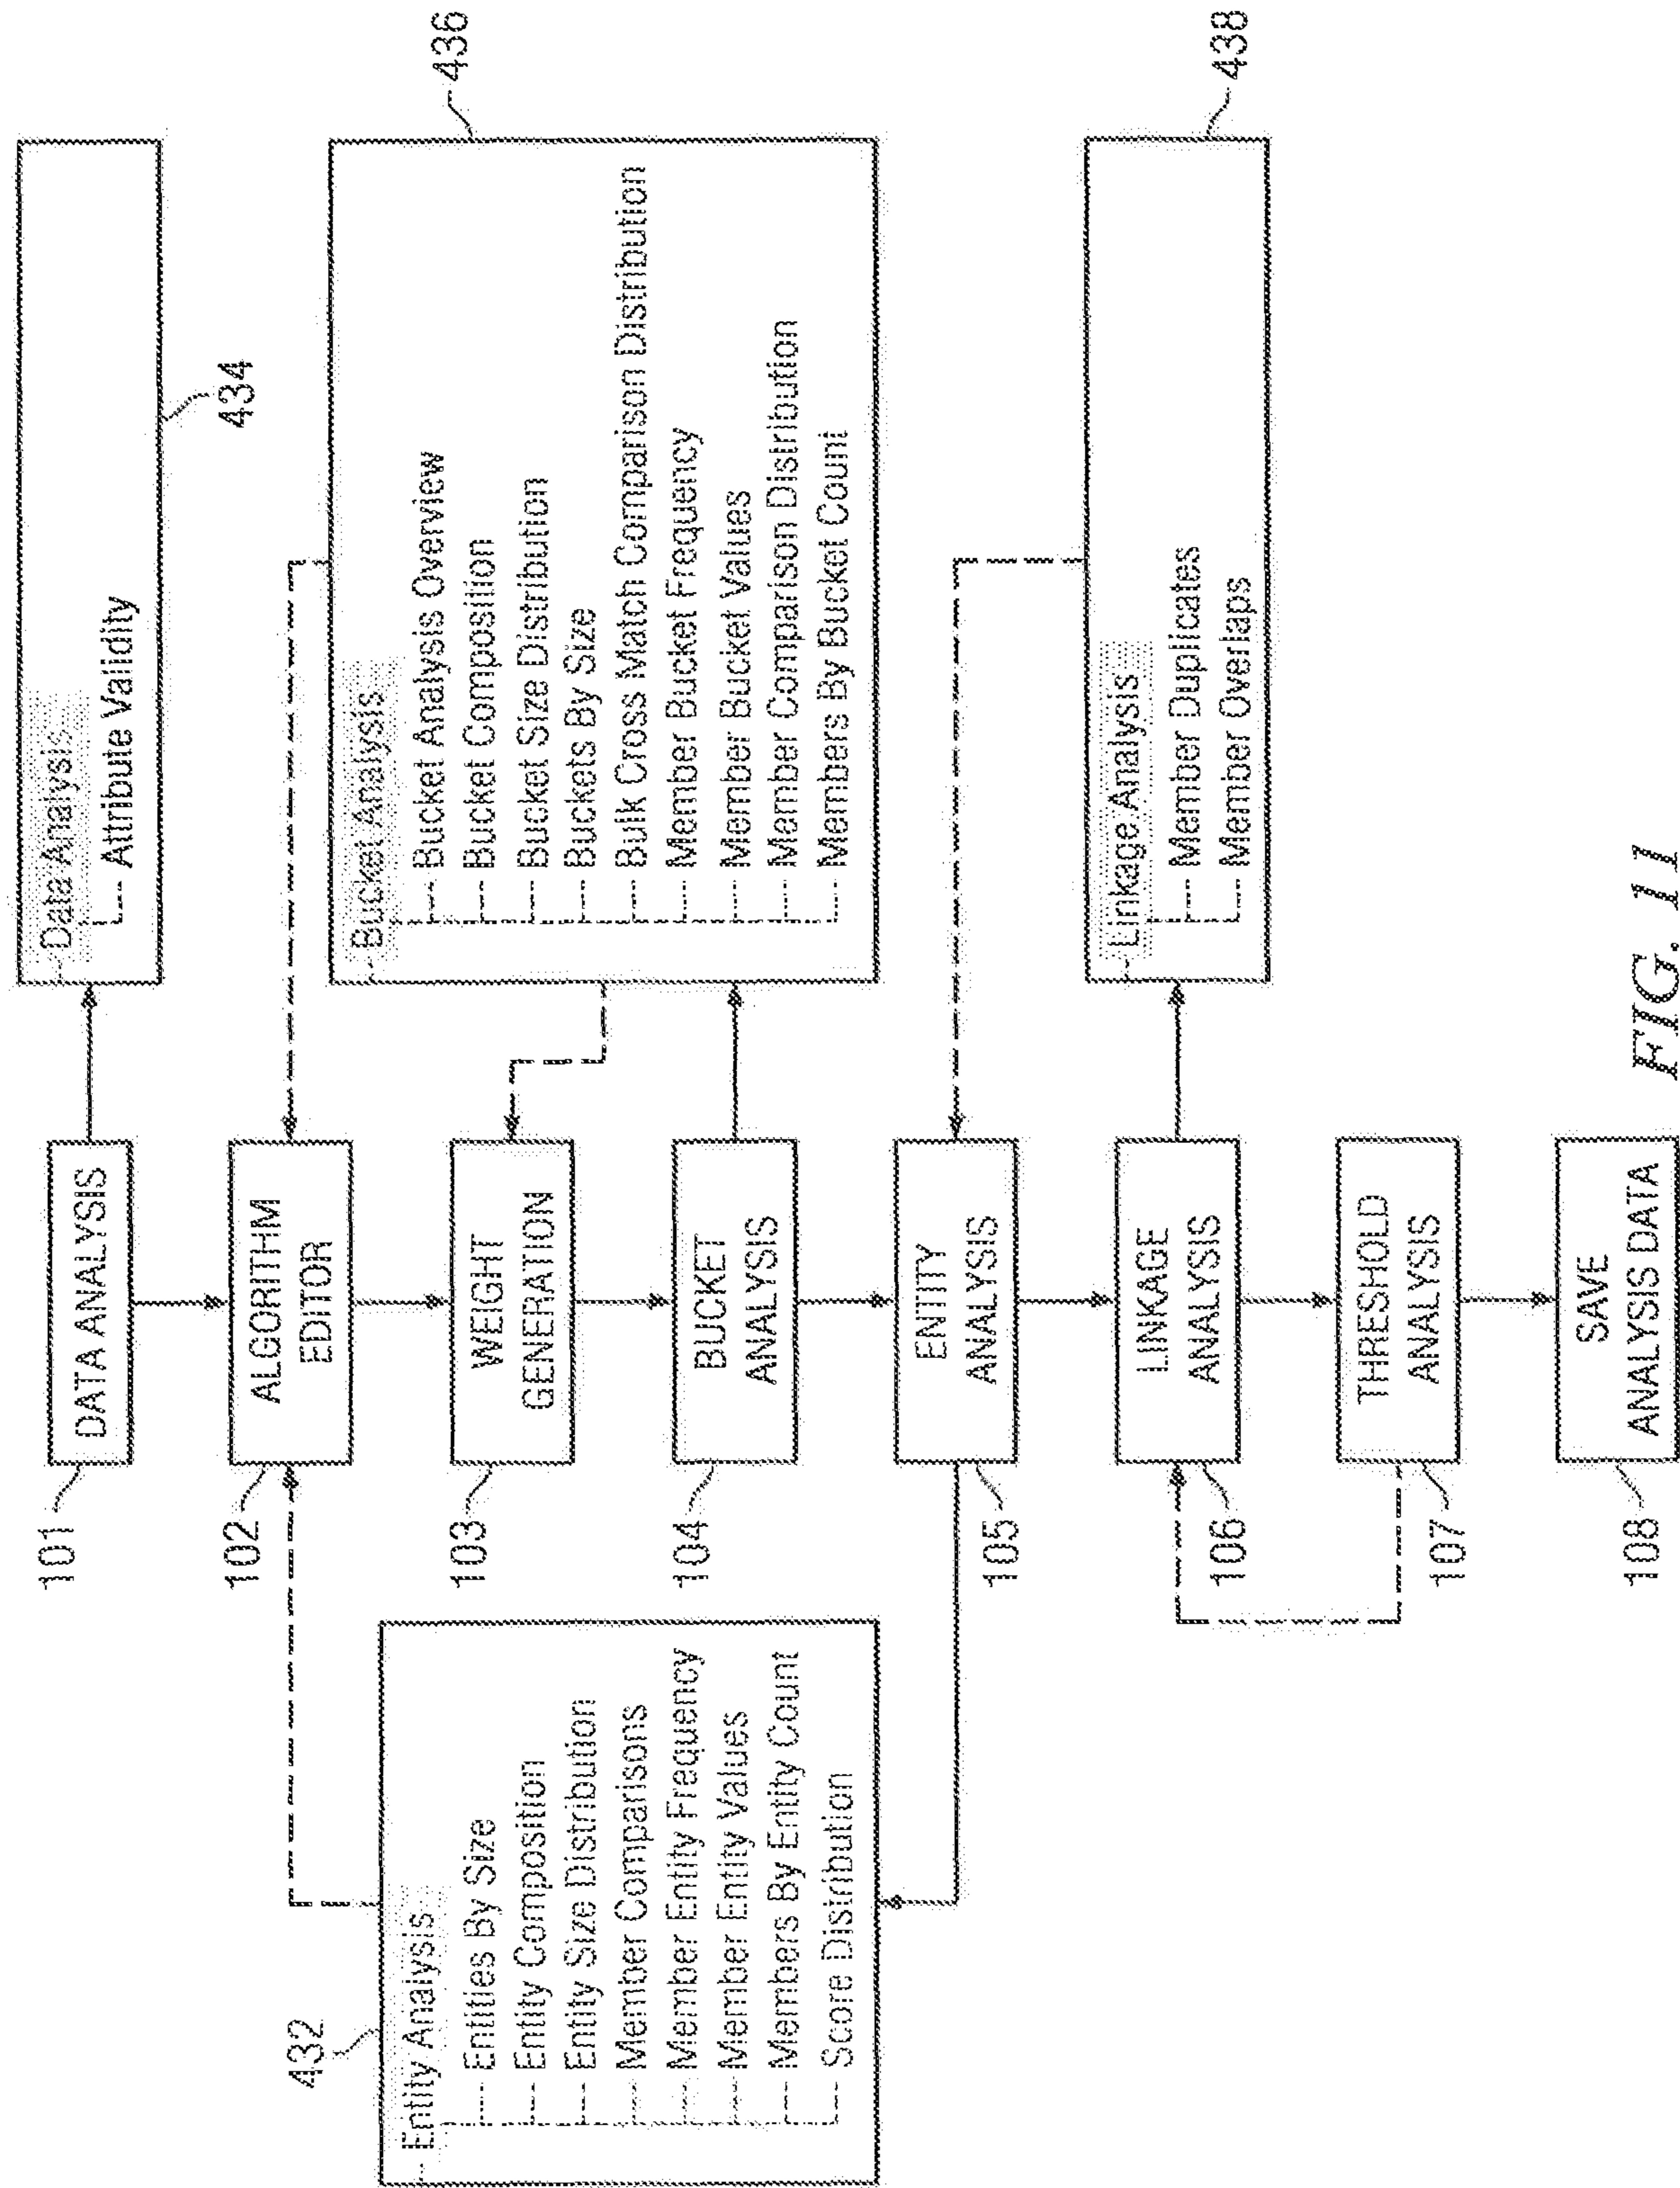 432
Entity Analysis
Entities By Size
Entity Composition
Entity Size Distribution
Member Comparisons
Member Entity Frequency
Member Entity Values
Members By Entity Count
Score Distribution
101
DATA ANALYSIS
102
ALGORITHM
EDITOR
103
WEIGHT
GENERATION
104
BUCKET
ANALYSIS
105
ENTITY
ANALYSIS
106
LINKAGE
ANALYSIS
107
THRESHOLD
ANALYSIS
108
SAVE
ANALYSIS DATA
Data Analysis
Attribute Validity
434
Bucket Analysis
Bucket Analysis Overview
Bucket Composition
Bucket Size Distribution
Buckets By Size
Bulk Cross Match Comparison Distribution
Member Bucket Frequency
Member Bucket Values
Member Comparison Distribution
Members By Bucket Count
436
Linkage Analysis
Member Duplicates
Member Overlaps
438
FIG. 11